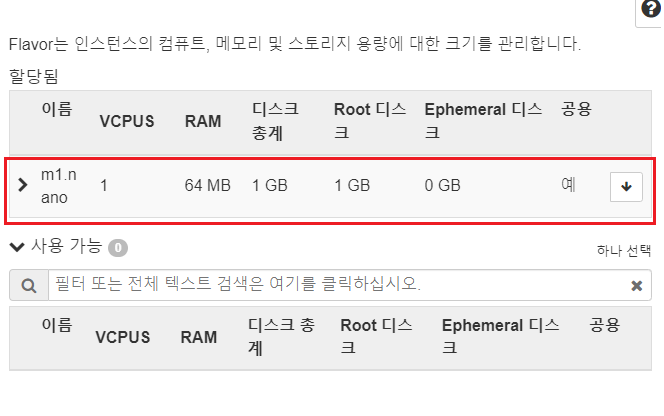 ?
Flavor는 인스턴스의 컴퓨트, 메모리 및 스토리지 용량에 대한 크기를 관리합니다.
할당됨
이름 VCPUS RAM 디스크 총계 Root 디스크 Ephemeral 디스크 공용
m1.nano 1 64 MB 1 GB 1 GB 0 GB 예
사용 가능 0 하나 선택
필터 또는 전체 텍스트 검색은 여기를 클릭하십시오.
이름 VCPUS RAM 디스크 총계 Root 디스크 Ephemeral 디스크 공용